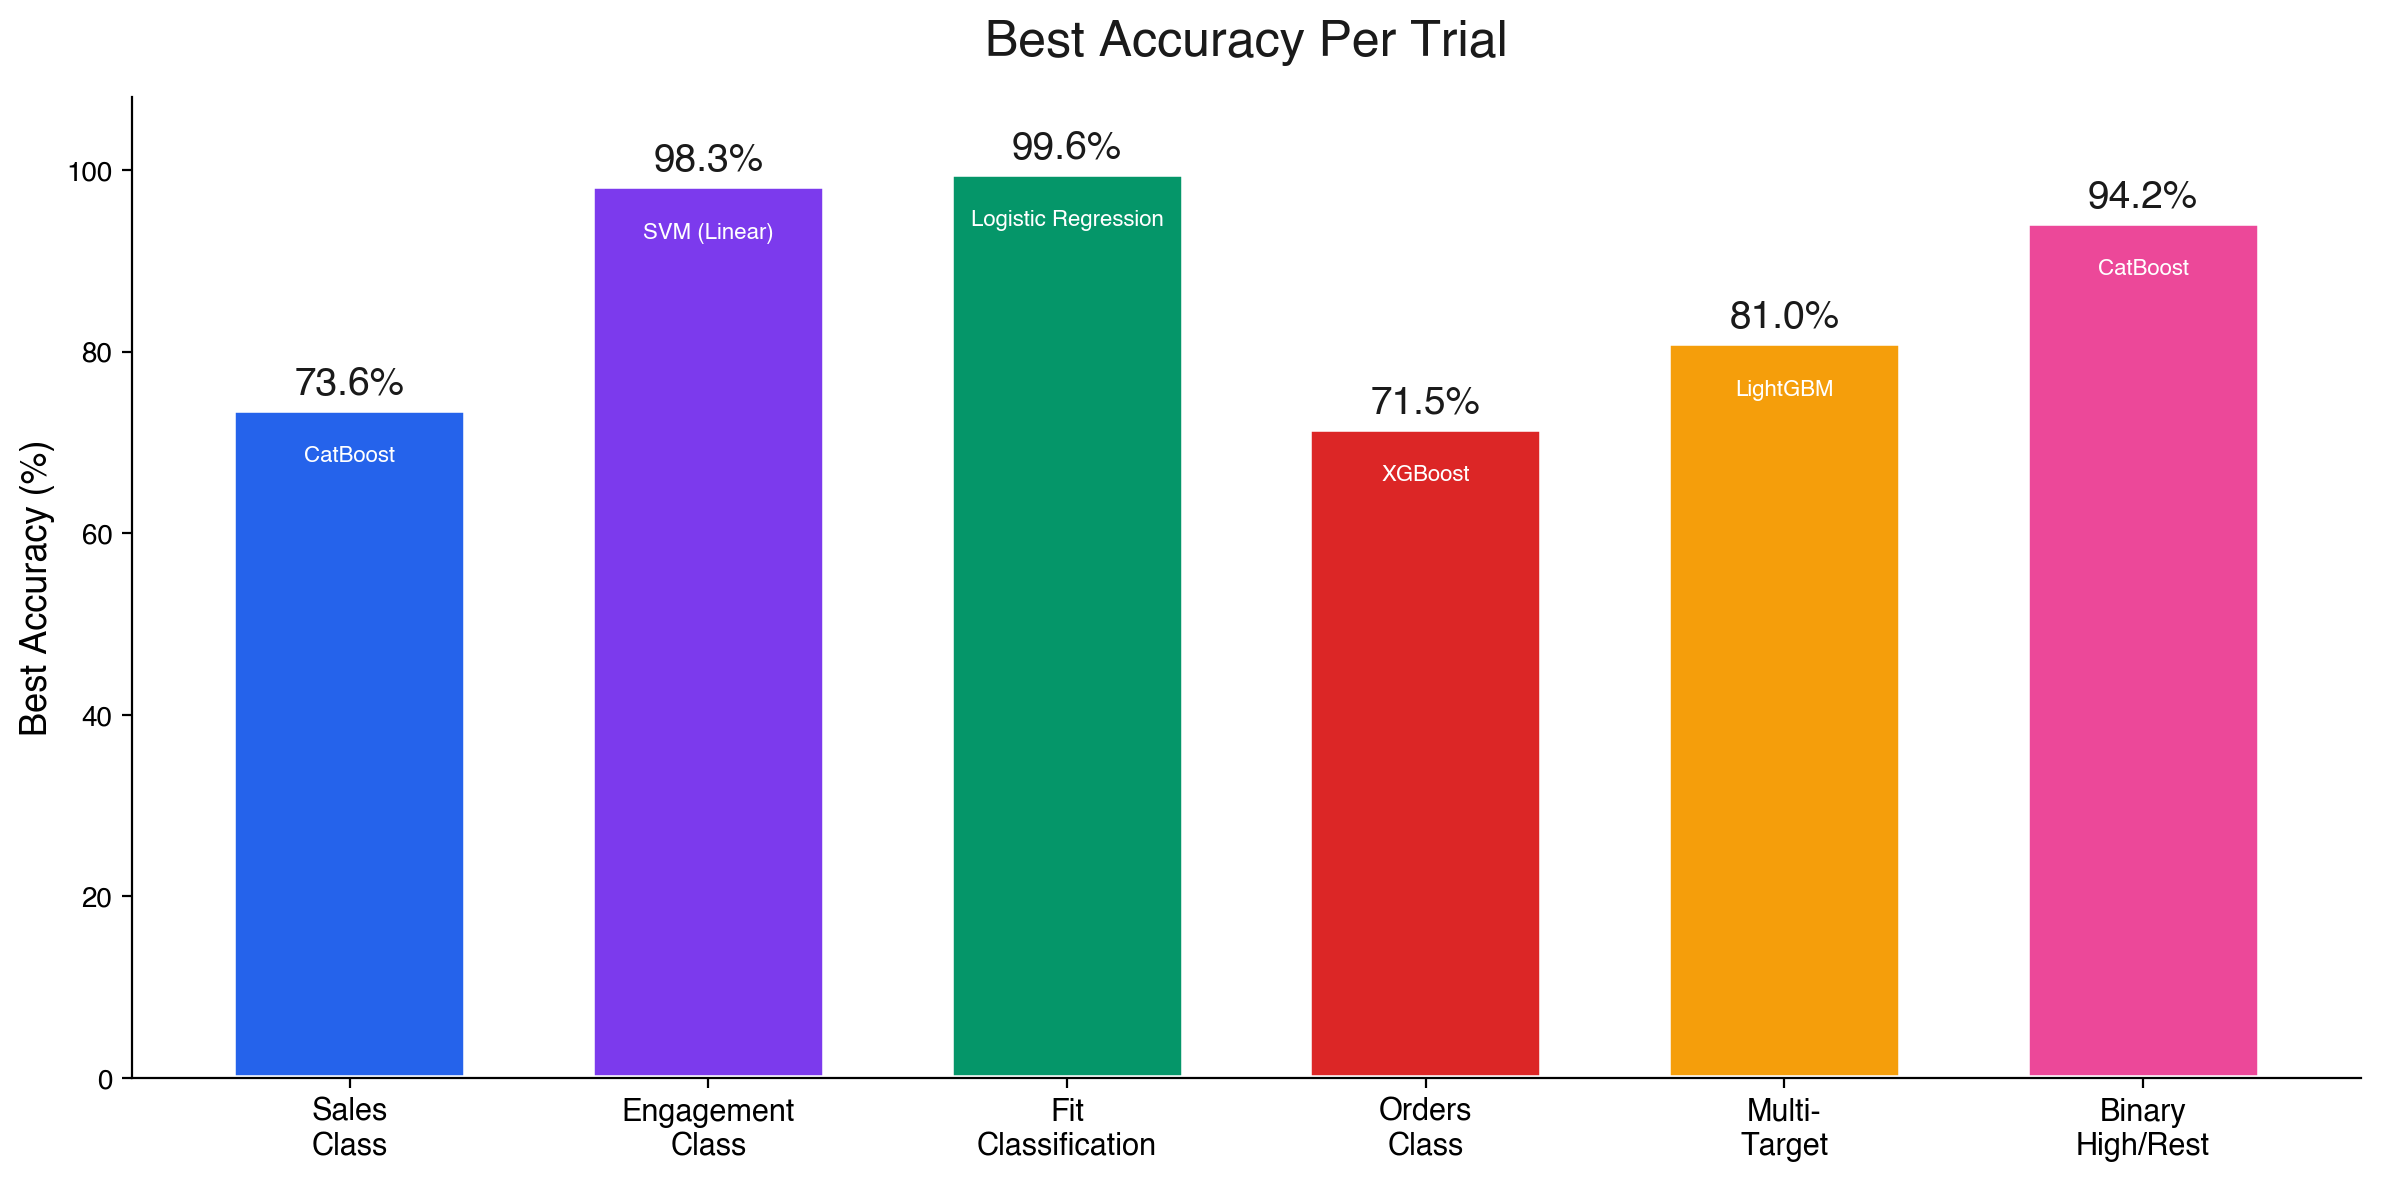 Best Accuracy Per Trial
Best Accuracy (%)
100
80
60
40
20
0
73.6%
CatBoost
98.3%
SVM (Linear)
99.6%
Logistic Regression
71.5%
XGBoost
81.0%
LightGBM
94.2%
CatBoost
Sales
Class
Engagement
Class
Fit
Classification
Orders
Class
Multi-
Target
Binary
High/Rest